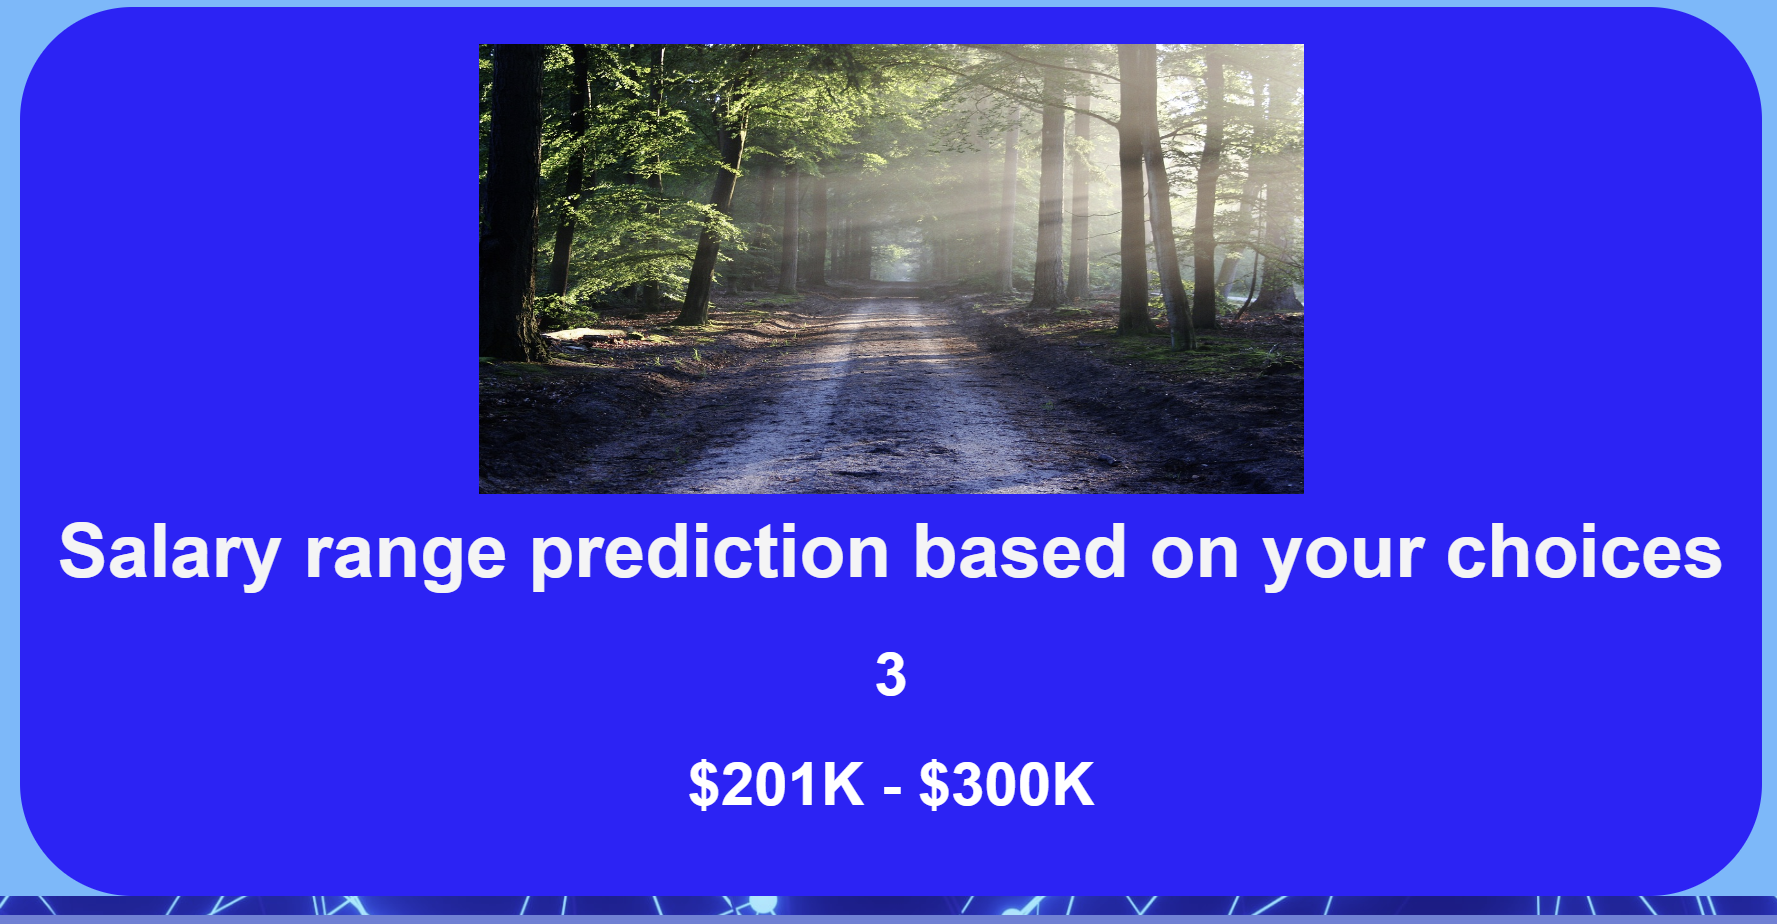 Salary range prediction based on your choices
3
$201K - $300K